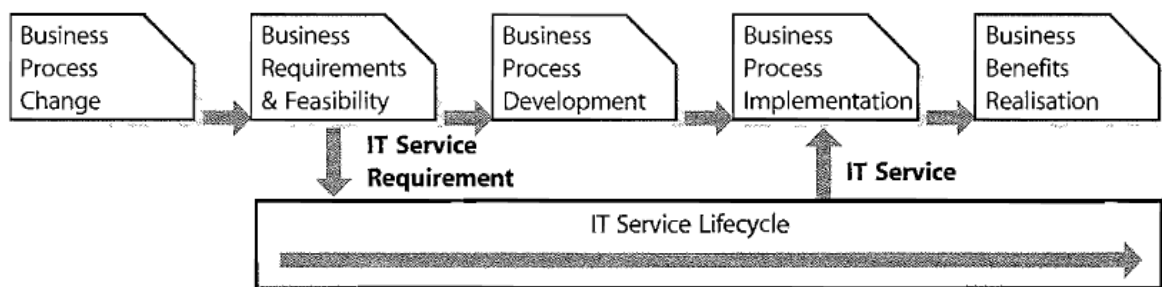 Business
Process
Change
Business
Requirements
& Feasibility
Business
Process
Development
Business
Process
Implementation
Business
Benefits
Realisation
IT Service
Requirement
IT Service
IT Service Lifecycle